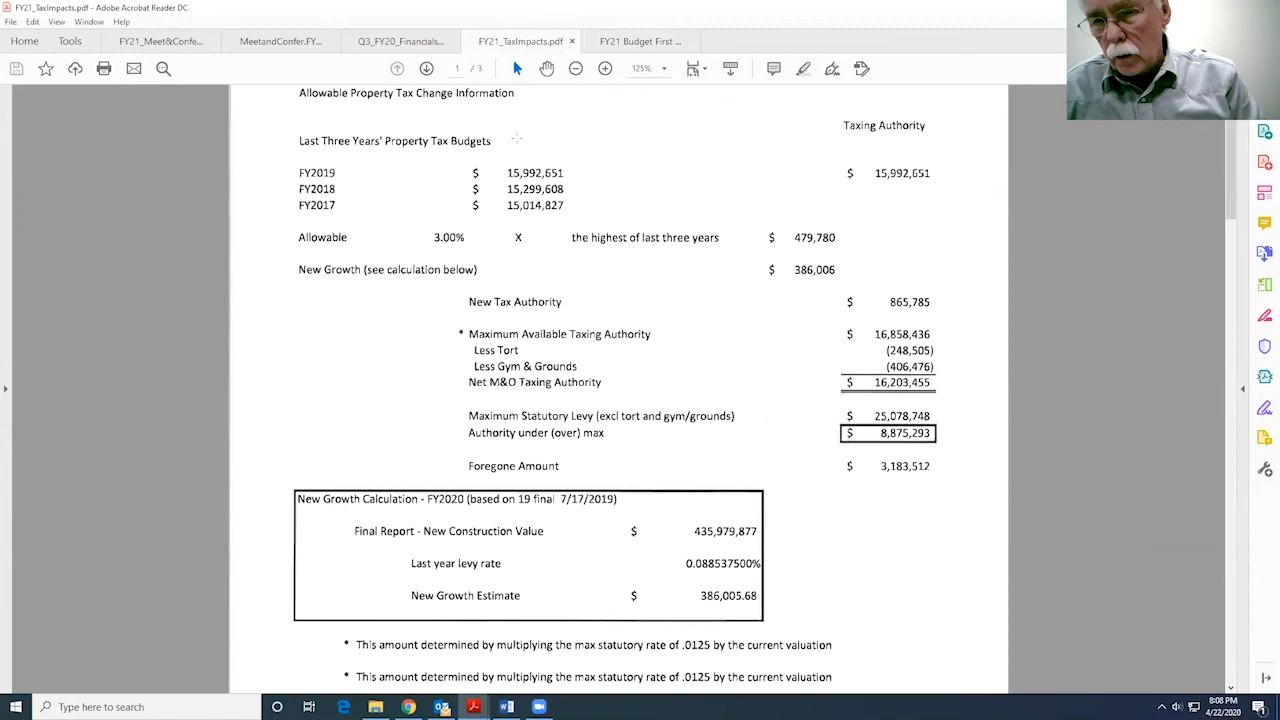 FY21_TaxImpacts.pdf - Adobe Acrobat Reader DC
File Edit View Window Help
Home Tools FY21_Meet&Confe... MeetandConfer.FY... Q3_FY20_Financials... FY21_TaxImpacts.pdf × FY21 Budget First ...
1 / 3 125%
Allowable Property Tax Change Information
Taxing Authority
Last Three Years' Property Tax Budgets
FY2019 $ 15,992,651 $ 15,992,651
FY2018 $ 15,299,608
FY2017 $ 15,014,827
Allowable 3.00% X the highest of last three years $ 479,780
New Growth (see calculation below) $ 386,006
New Tax Authority $ 865,785
* Maximum Available Taxing Authority $ 16,858,436
Less Tort (248,505)
Less Gym & Grounds (406,476)
Net M&O Taxing Authority $ 16,203,455
Maximum Statutory Levy (excl tort and gym/grounds) $ 25,078,748
Authority under (over) max $ 8,875,293
Foregone Amount $ 3,183,512
New Growth Calculation - FY2020 (based on 19 final 7/17/2019)
Final Report - New Construction Value $ 435,979,877
Last year levy rate 0.088537500%
New Growth Estimate $ 386,005.68
* This amount determined by multiplying the max statutory rate of .0125 by the current valuation
* This amount determined by multiplying the max statutory rate of .0125 by the current valuation
Type here to search
8:08 PM
4/22/2020